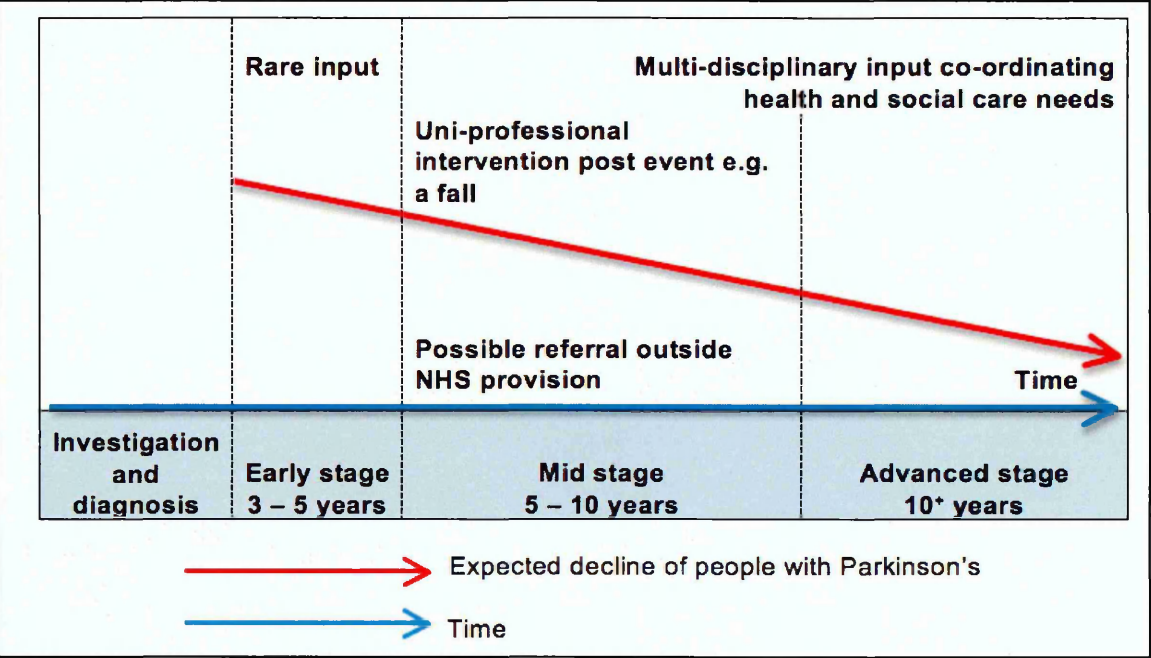 Rare input
Multi-disciplinary input co-ordinating
health and social care needs
Uni-professional
intervention post event e.g.
a fall
Possible referral outside
NHS provision
Time
Investigation
and
diagnosis
Early stage
3 – 5 years
Mid stage
5 – 10 years
Advanced stage
10⁺ years
Expected decline of people with Parkinson's
Time